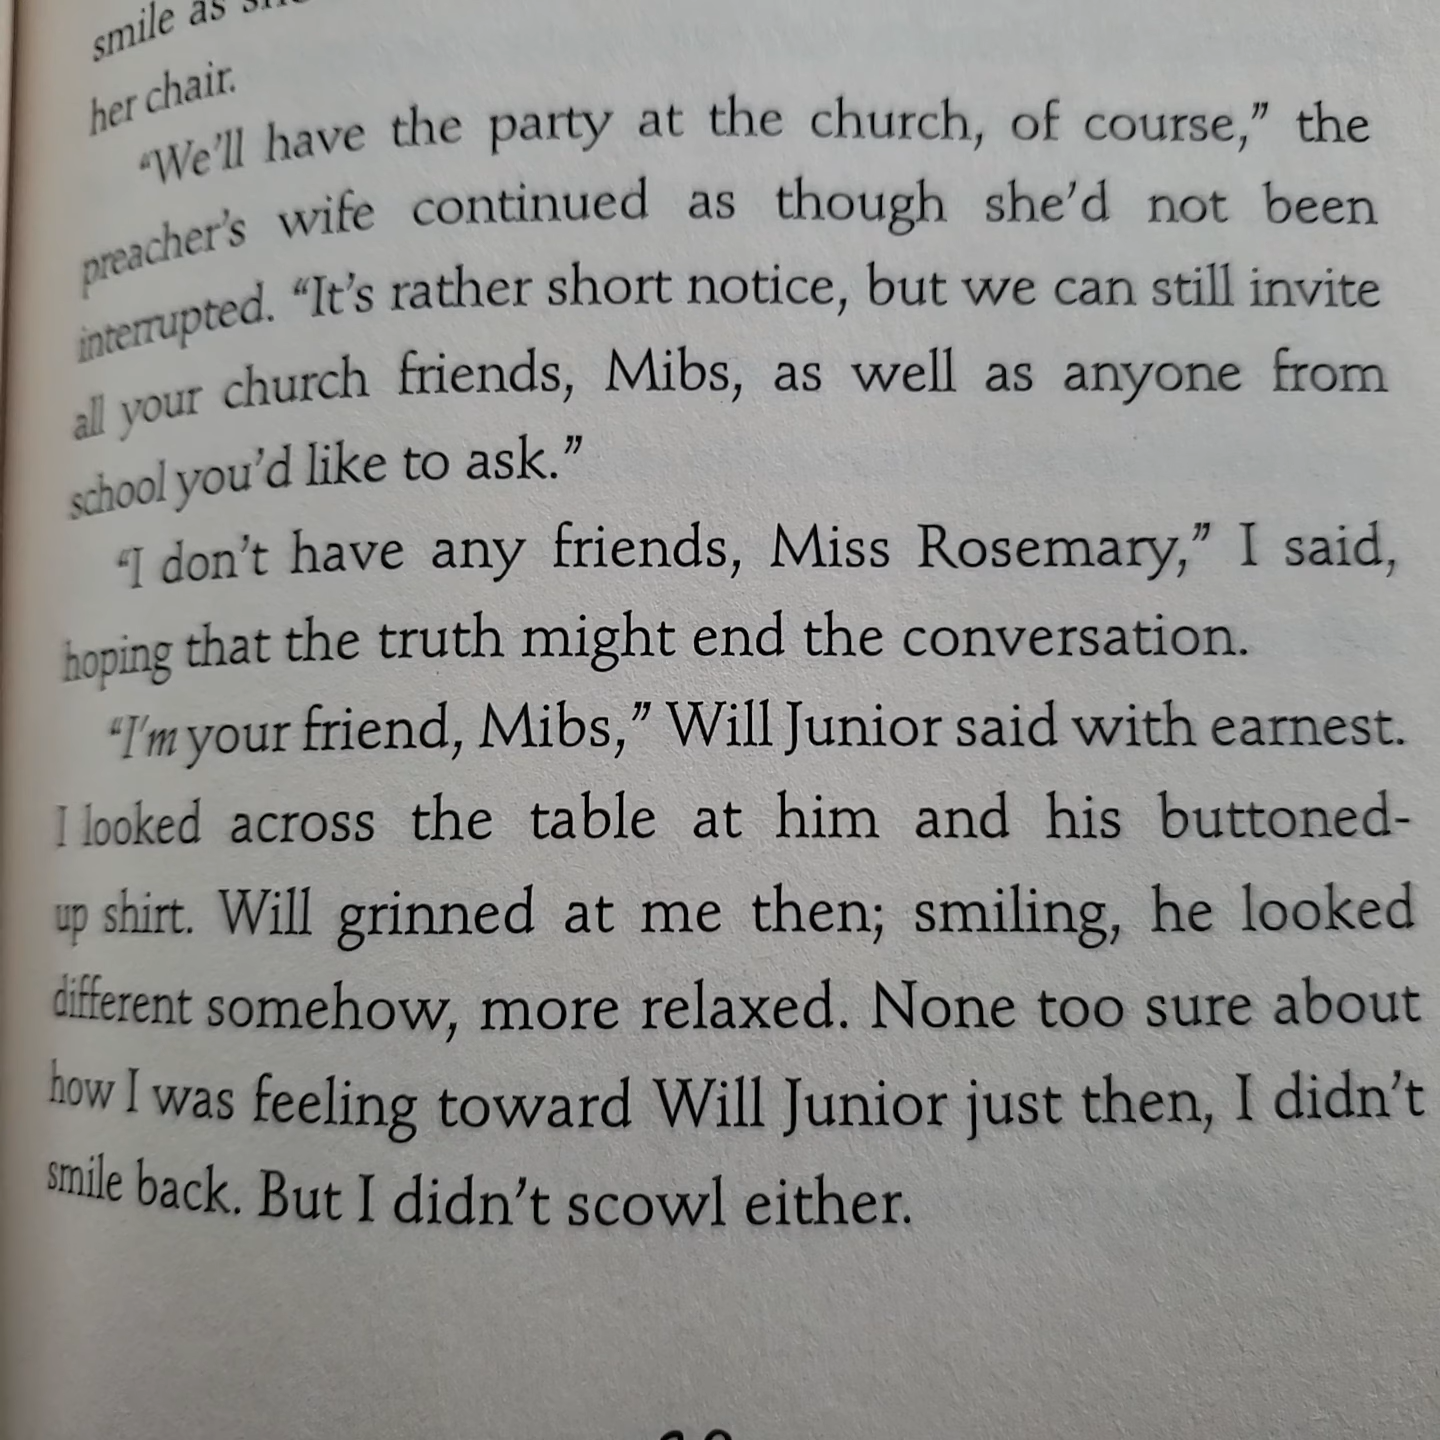 smile as
her chair.
“We’ll have the party at the church, of course,” the
preacher’s wife continued as though she’d not been
interrupted. “It’s rather short notice, but we can still invite
all your church friends, Mibs, as well as anyone from
school you’d like to ask.”
“I don’t have any friends, Miss Rosemary,” I said,
hoping that the truth might end the conversation.
“I’m your friend, Mibs,” Will Junior said with earnest.
I looked across the table at him and his buttoned-
up shirt. Will grinned at me then; smiling, he looked
different somehow, more relaxed. None too sure about
how I was feeling toward Will Junior just then, I didn’t
smile back. But I didn’t scowl either.